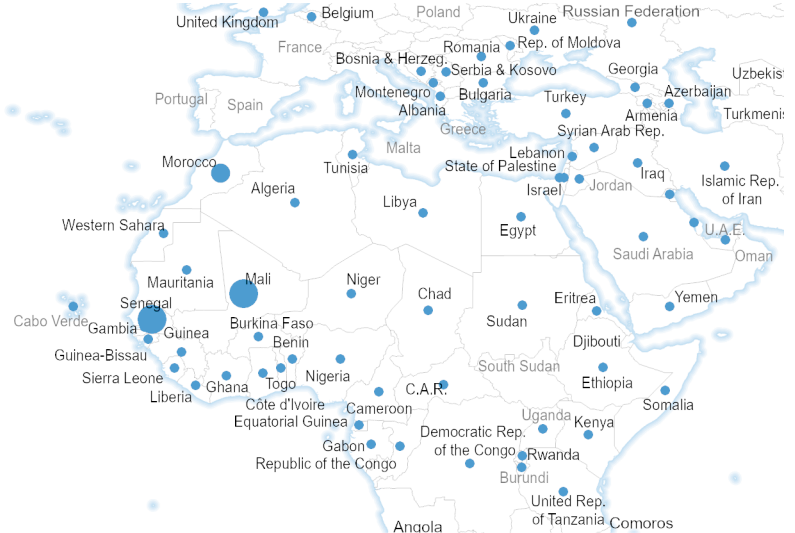 Belgium
Poland
Russian Federation
United Kingdom
Ukraine
France
Romania
Rep. of Moldova
Bosnia & Herzeg.
Serbia & Kosovo
Georgia
Uzbekis
Portugal
Spain
Montenegro
Bulgaria
Turkey
Azerbaijan
Albania
Armenia
Turkmenis
Greece
Syrian Arab Rep.
Malta
Morocco
Tunisia
Lebanon
State of Palestine
Iraq
Islamic Rep.
of Iran
Algeria
Israel
Jordan
Libya
Western Sahara
Egypt
U.A.E.
Saudi Arabia
Oman
Mauritania
Mali
Niger
Chad
Senegal
Eritrea
Yemen
Cabo Verde
Gambia
Guinea
Burkina Faso
Sudan
Benin
Djibouti
Guinea-Bissau
Sierra Leone
Ghana
Togo
Nigeria
C.A.R.
South Sudan
Ethiopia
Liberia
Côte d'Ivoire
Cameroon
Somalia
Equatorial Guinea
Uganda
Kenya
Democratic Rep.
of the Congo
Gabon
Rwanda
Republic of the Congo
Burundi
United Rep.
of Tanzania
Angola
Comoros